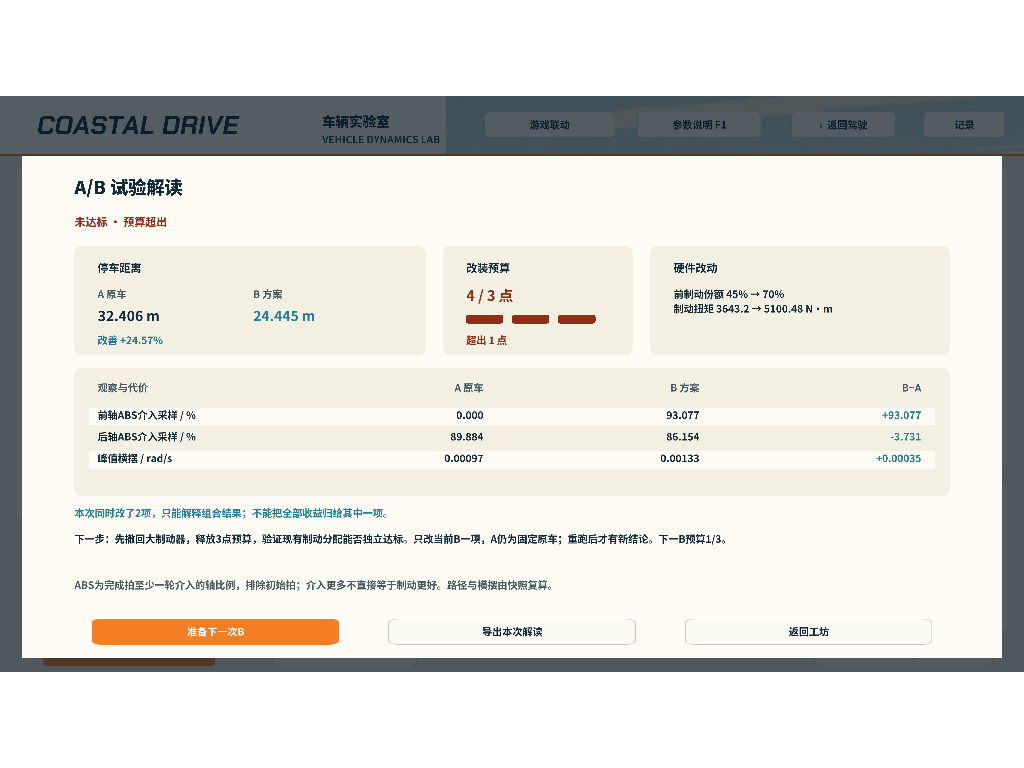 COASTAL DRIVE
车辆实验室
VEHICLE DYNAMICS LAB
游戏联动
参数说明 F1
‹ 返回驾驶
记录
A/B 试验解读
未达标 · 预算超出
停车距离
A 原车
B 方案
32.406 m
24.445 m
改善 +24.57%
改装预算
4 / 3 点
超出 1 点
硬件改动
前制动份额 45% → 70%
制动扭矩 3643.2 → 5100.48 N·m
观察与代价
A 原车
B 方案
B−A
前轴ABS介入采样 / %
0.000
93.077
+93.077
后轴ABS介入采样 / %
89.884
86.154
-3.731
峰值横摆 / rad/s
0.00097
0.00133
+0.00035
本次同时改了2项，只能解释组合结果；不能把全部收益归给其中一项。
下一步：先撤回大制动器，释放3点预算，验证现有制动分配能否独立达标。只改当前B一项，A仍为固定原车；重跑后才有新结论。下一B预算1/3。
ABS为完成拍至少一轮介入的轴比例，排除初始拍；介入更多不直接等于制动更好。路径与横摆由快照复算。
准备下一次B
导出本次解读
返回工坊